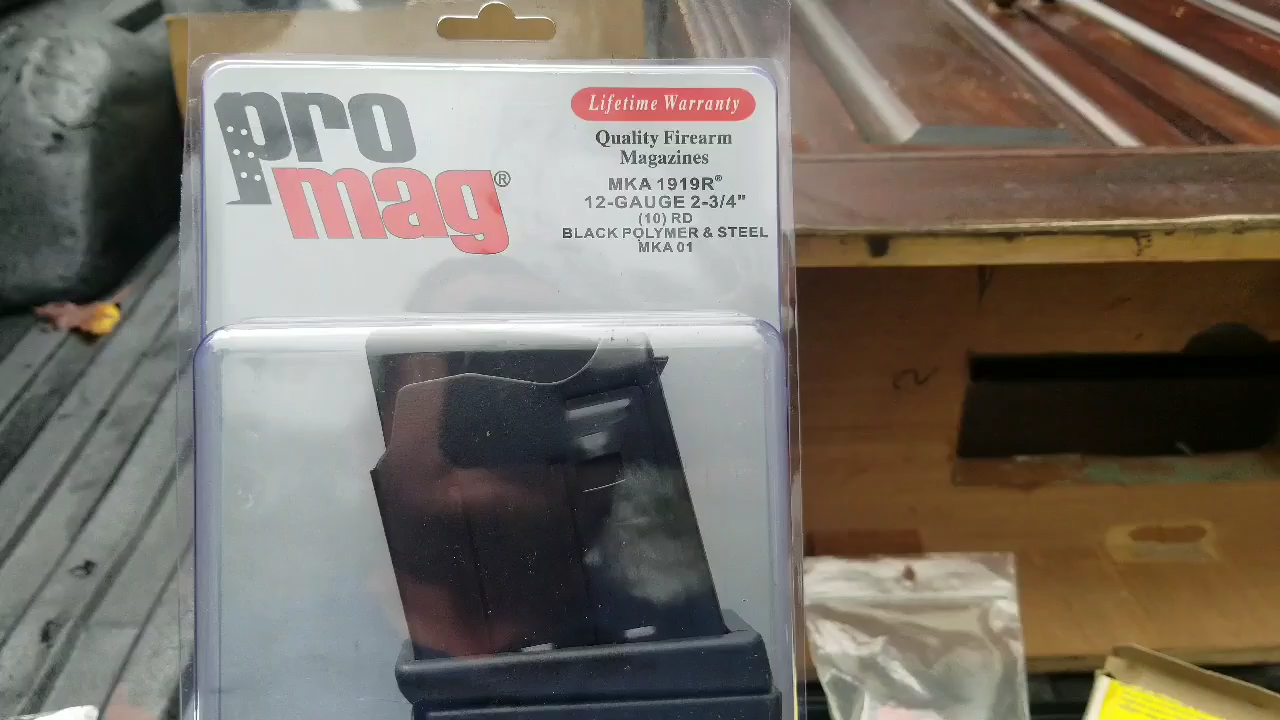 pro
mag®
Lifetime Warranty
Quality Firearm
Magazines
MKA 1919R®
12-GAUGE 2-3/4"
(10) RD
BLACK POLYMER & STEEL
MKA 01